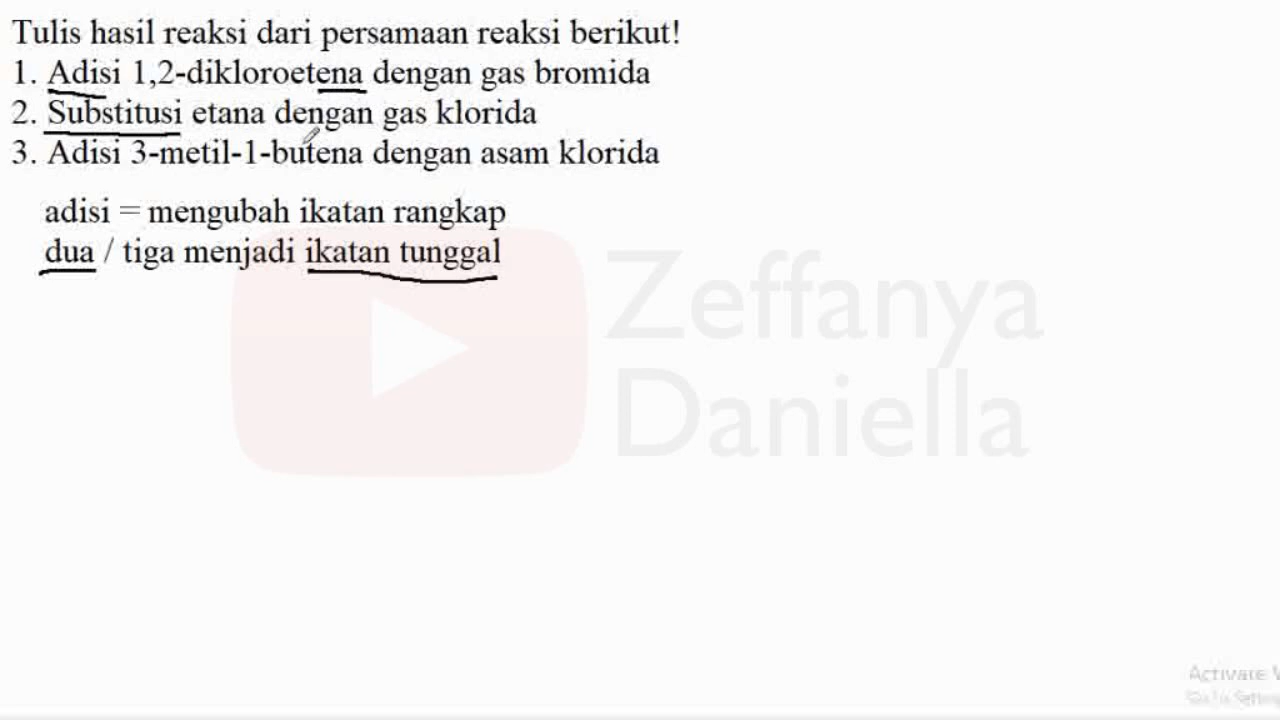 Tulis hasil reaksi dari persamaan reaksi berikut!
1. Adisi 1,2-dikloroetena dengan gas bromida
2. Substitusi etana dengan gas klorida
3. Adisi 3-metil-1-butena dengan asam klorida
adisi = mengubah ikatan rangkap
dua / tiga menjadi ikatan tunggal
Zeffanya
Daniella
Activate